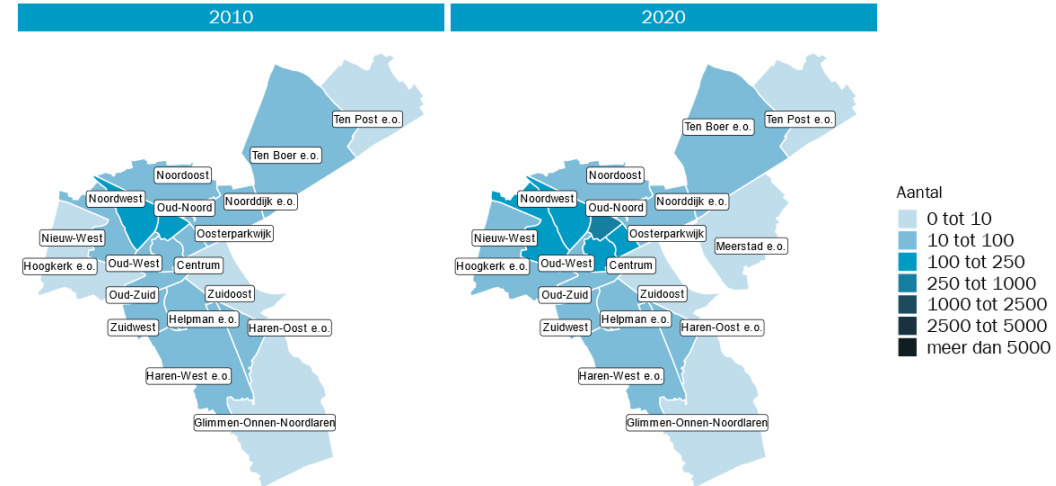 2010
Ten Post e.o.
Ten Boer e.o.
Noordoost
Noordwest
Oud-Noord
Noorddijk e.o.
Oosterparkwijk
Nieuw-West
Hoogkerk e.o.
Oud-West
Centrum
Oud-Zuid
Zuidoost
Helpman e.o.
Zuidwest
Haren-Oost e.o.
Haren-West e.o.
Glimmen-Onnen-Noordlaren
2020
Ten Post e.o.
Ten Boer e.o.
Noordoost
Noordwest
Oud-Noord
Noorddijk e.o.
Oosterparkwijk
Nieuw-West
Meerstad e.o.
Hoogkerk e.o.
Oud-West
Centrum
Oud-Zuid
Zuidoost
Helpman e.o.
Zuidwest
Haren-Oost e.o.
Haren-West e.o.
Glimmen-Onnen-Noordlaren
Aantal
0 tot 10
10 tot 100
100 tot 250
250 tot 1000
1000 tot 2500
2500 tot 5000
meer dan 5000